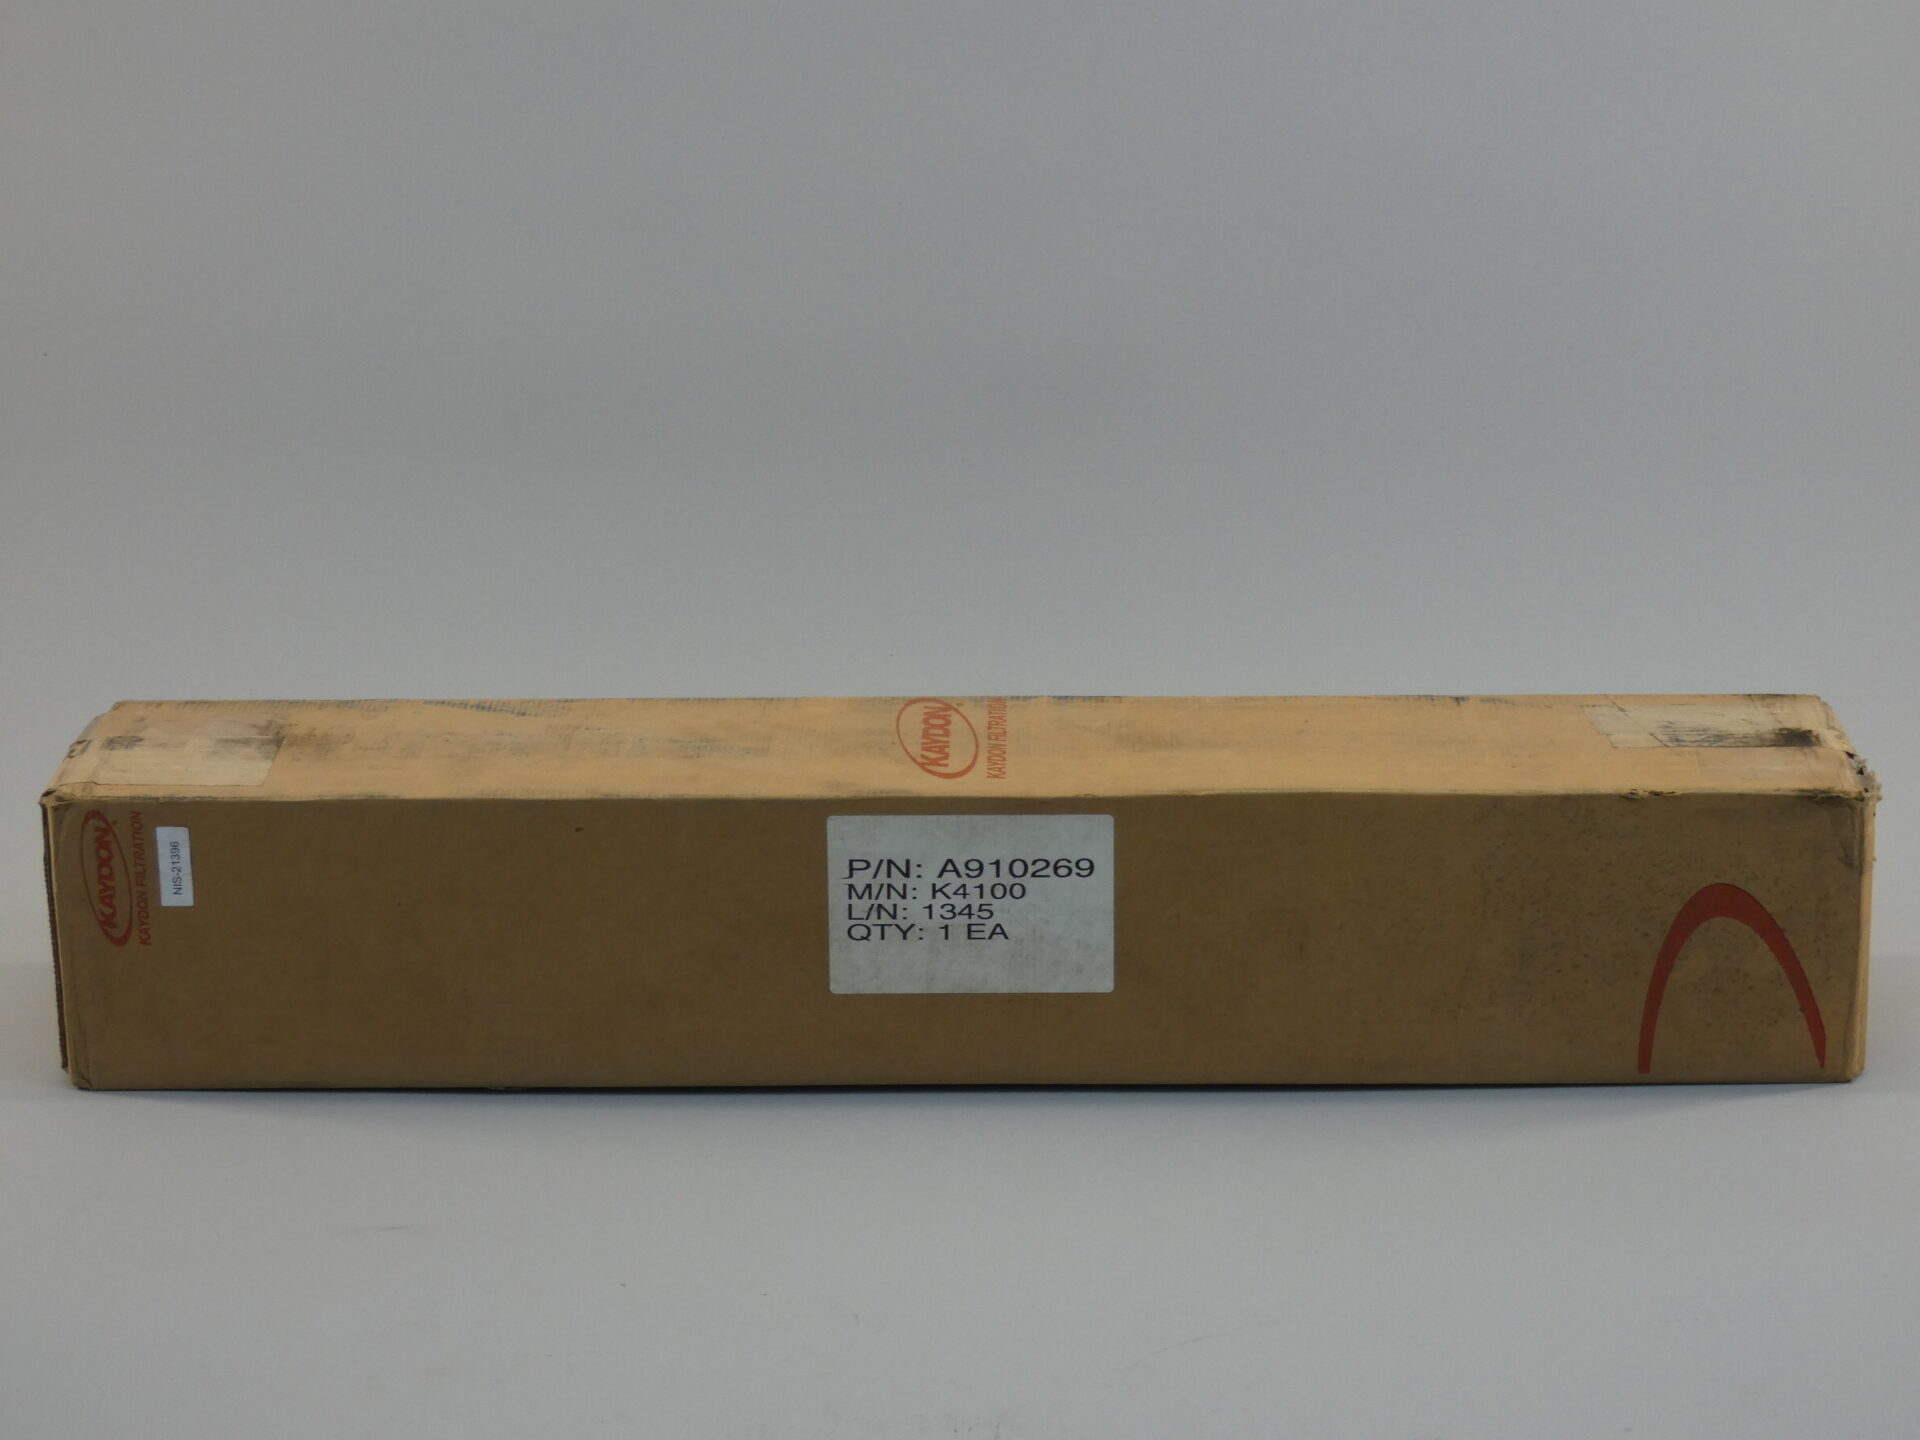 KAYDON
KAYDON FILTRATION
KAYDON
KAYDON FILTRATION
NIS-21396
P/N: A910269
M/N: K4100
L/N: 1345
QTY: 1 EA